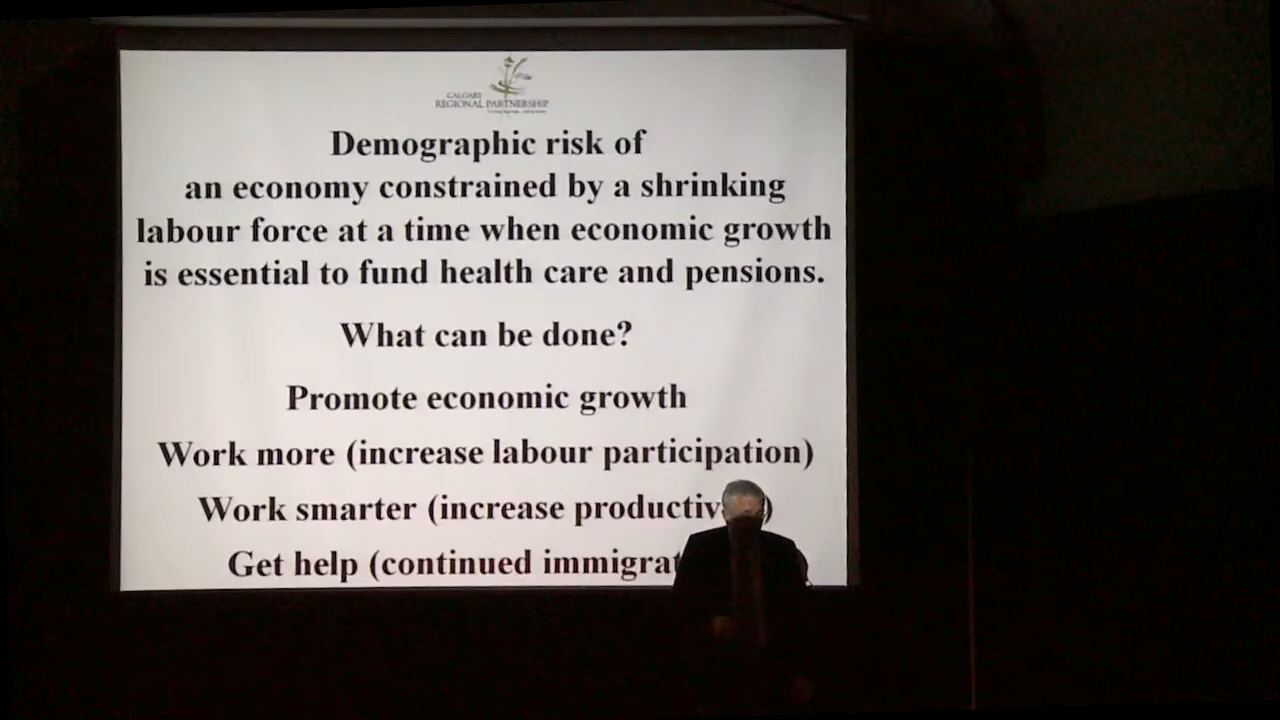 CALGARY
REGIONAL PARTNERSHIP
Demographic risk of
an economy constrained by a shrinking
labour force at a time when economic growth
is essential to fund health care and pensions.
What can be done?
Promote economic growth
Work more (increase labour participation)
Work smarter (increase productiv )
Get help (continued immigrat